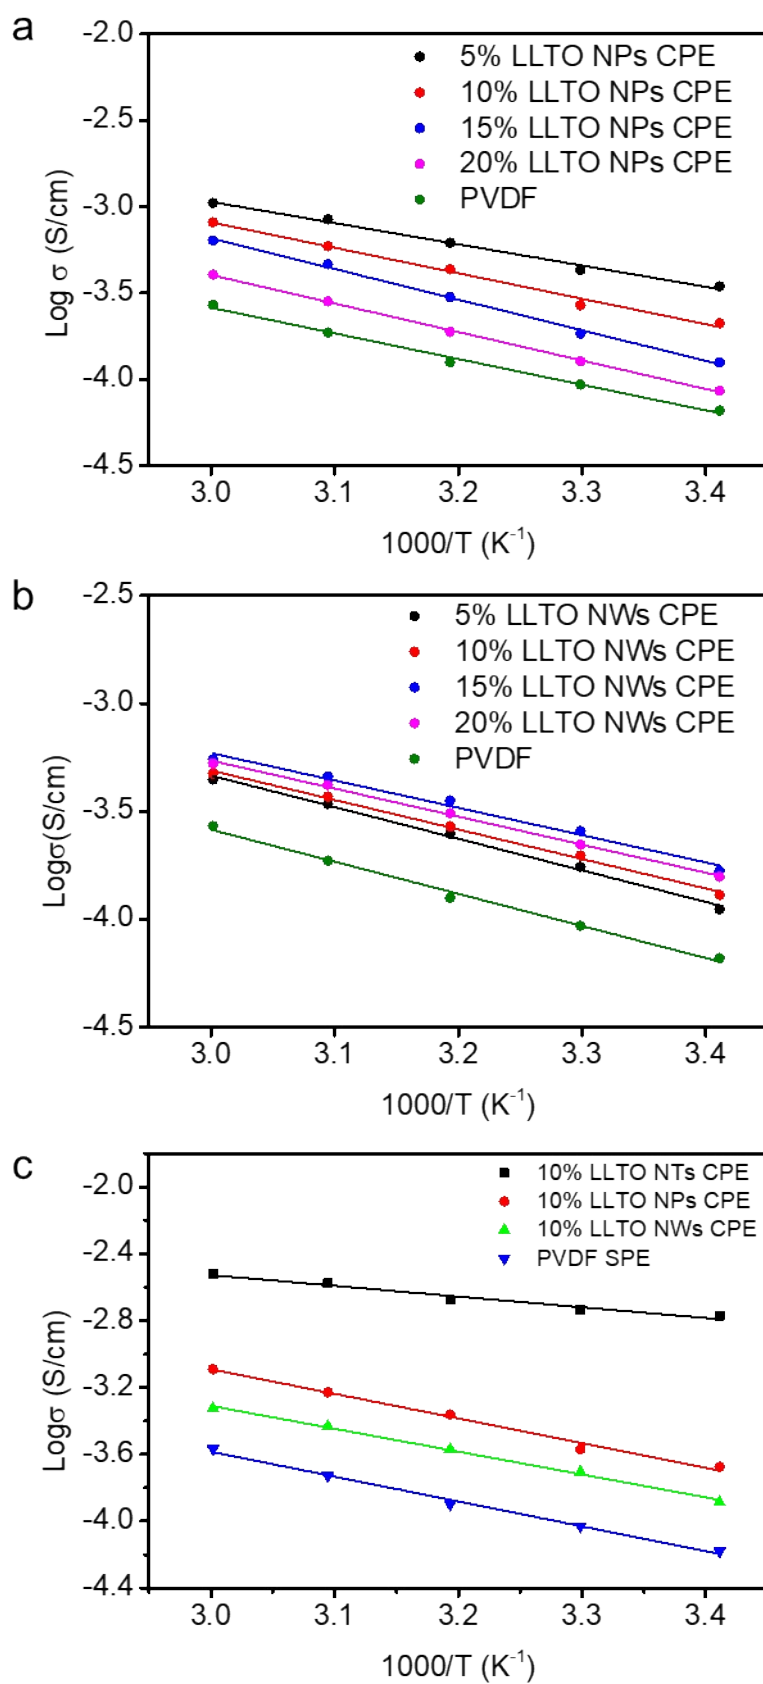 a
-2.0
-2.5
-3.0
-3.5
-4.0
-4.5
Log σ (S/cm)
5% LLTO NPs CPE
10% LLTO NPs CPE
15% LLTO NPs CPE
20% LLTO NPs CPE
PVDF
3.0 3.1 3.2 3.3 3.4
1000/T (K⁻¹)
b
-2.5
-3.0
-3.5
-4.0
-4.5
Logσ(S/cm)
5% LLTO NWs CPE
10% LLTO NWs CPE
15% LLTO NWs CPE
20% LLTO NWs CPE
PVDF
3.0 3.1 3.2 3.3 3.4
1000/T (K⁻¹)
c
-2.0
-2.4
-2.8
-3.2
-3.6
-4.0
-4.4
Logσ (S/cm)
10% LLTO NTs CPE
10% LLTO NPs CPE
10% LLTO NWs CPE
PVDF SPE
3.0 3.1 3.2 3.3 3.4
1000/T (K⁻¹)